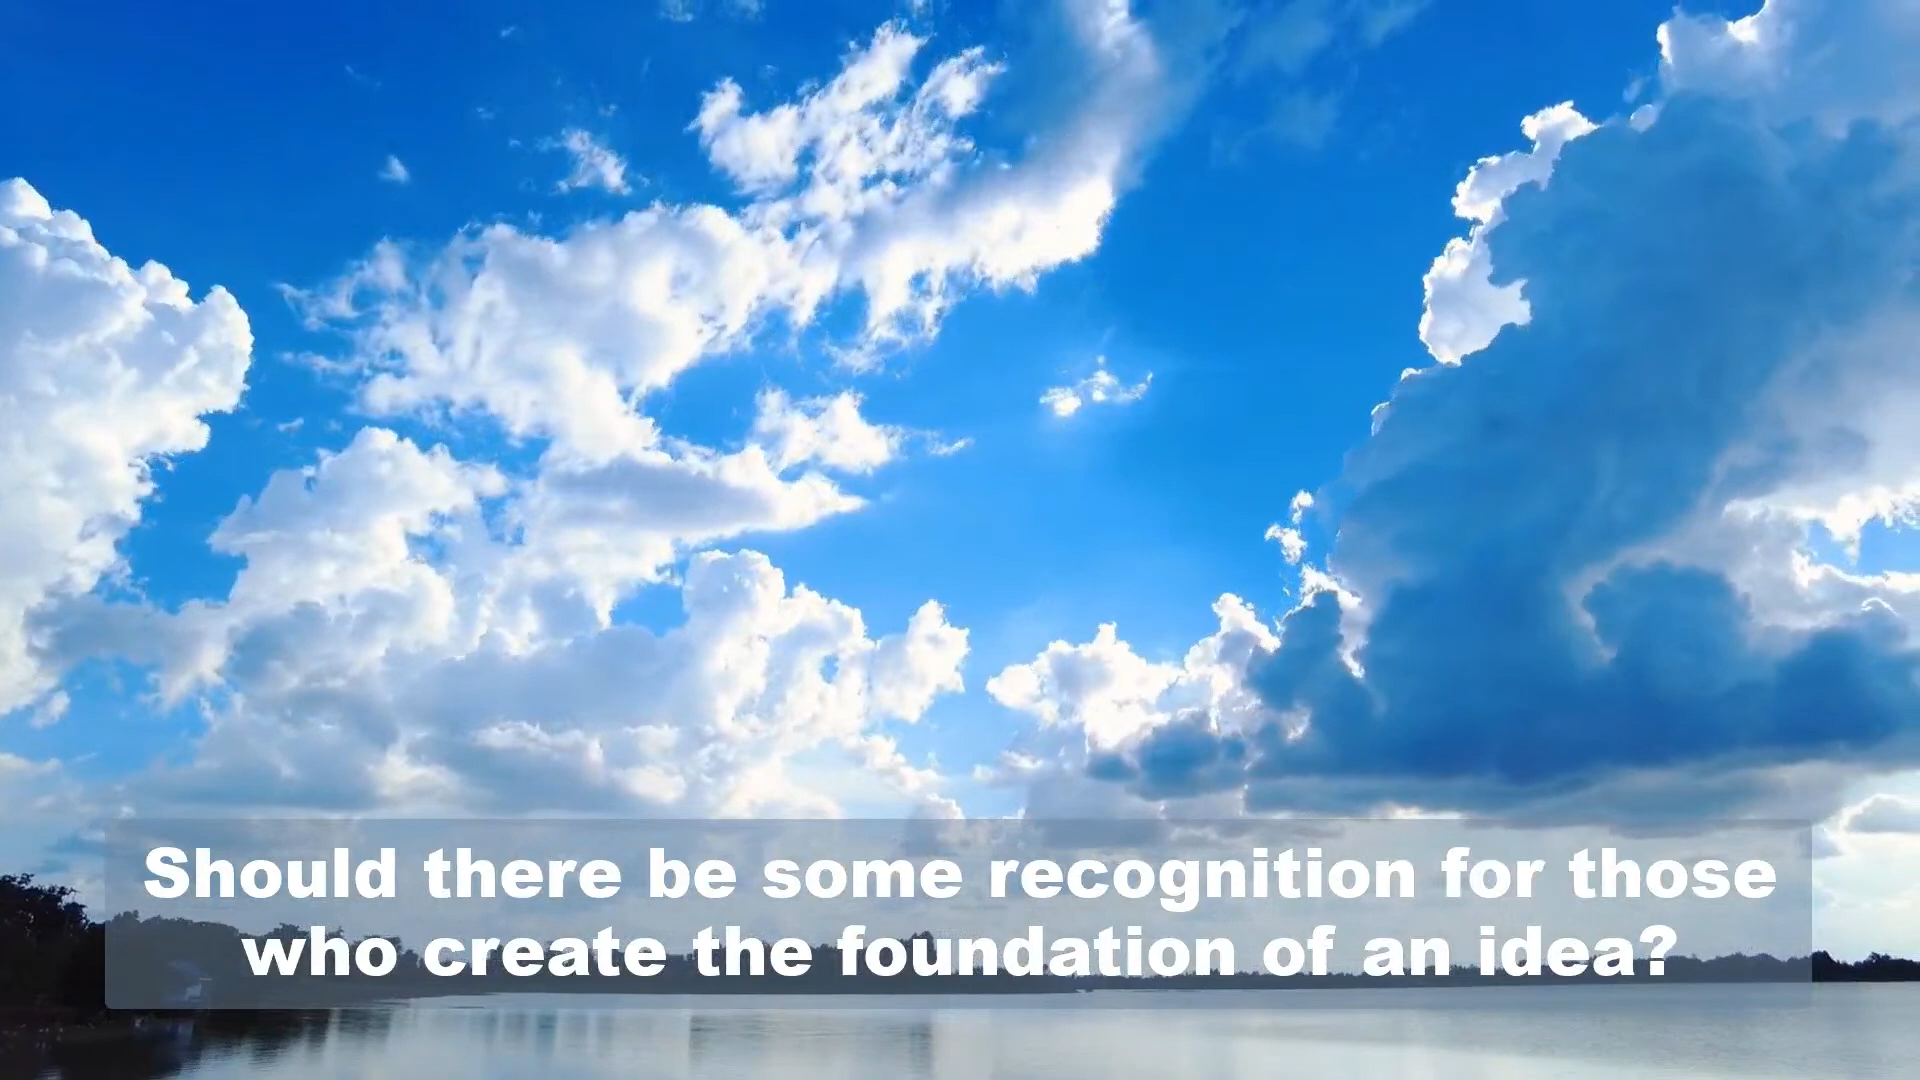 Should there be some recognition for those
who create the foundation of an idea?